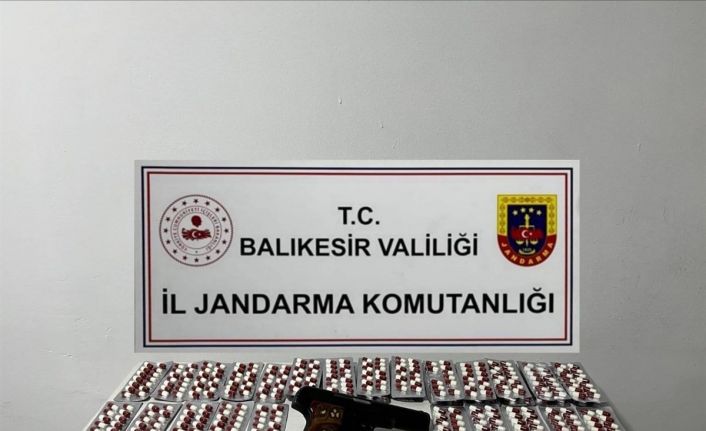 T.C.
BALIKESİR VALİLİĞİ
İL JANDARMA KOMUTANLIĞI
JANDARMA